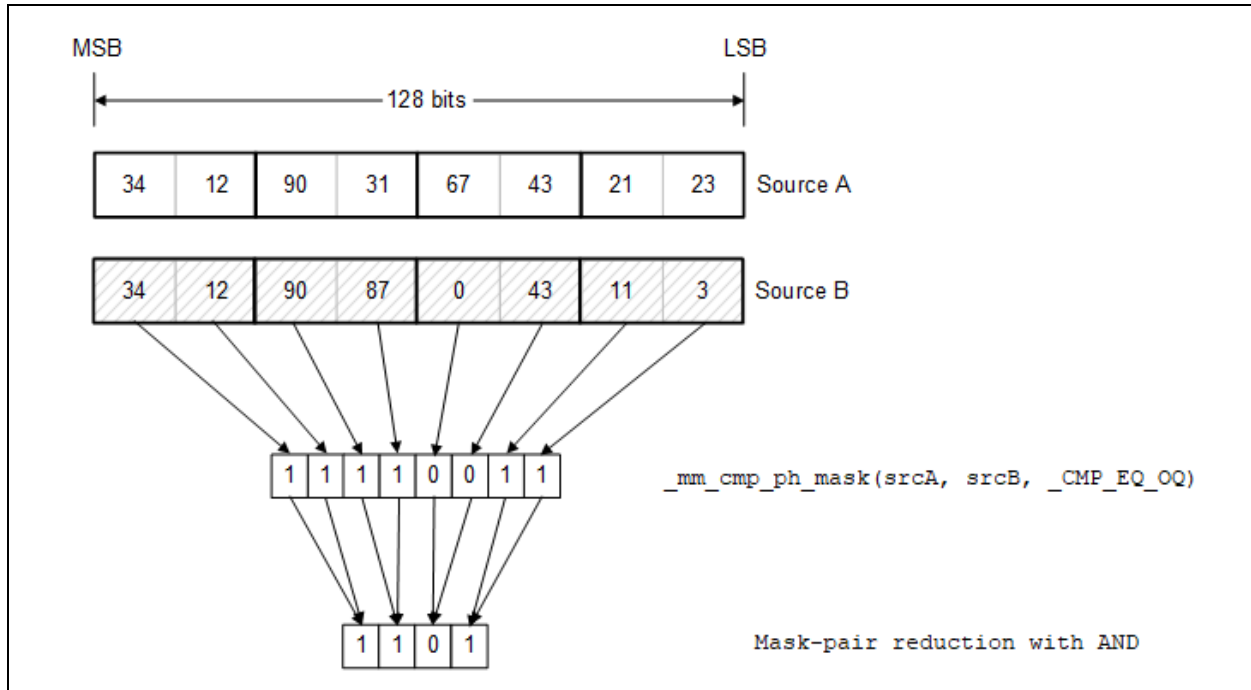 MSB LSB
128 bits
34 12 90 31 67 43 21 23 Source A
34 12 90 87 0 43 11 3 Source B
1 1 1 1 0 0 1 1 _mm_cmp_ph_mask(srcA, srcB, _CMP_EQ_OQ)
1 1 0 1 Mask-pair reduction with AND